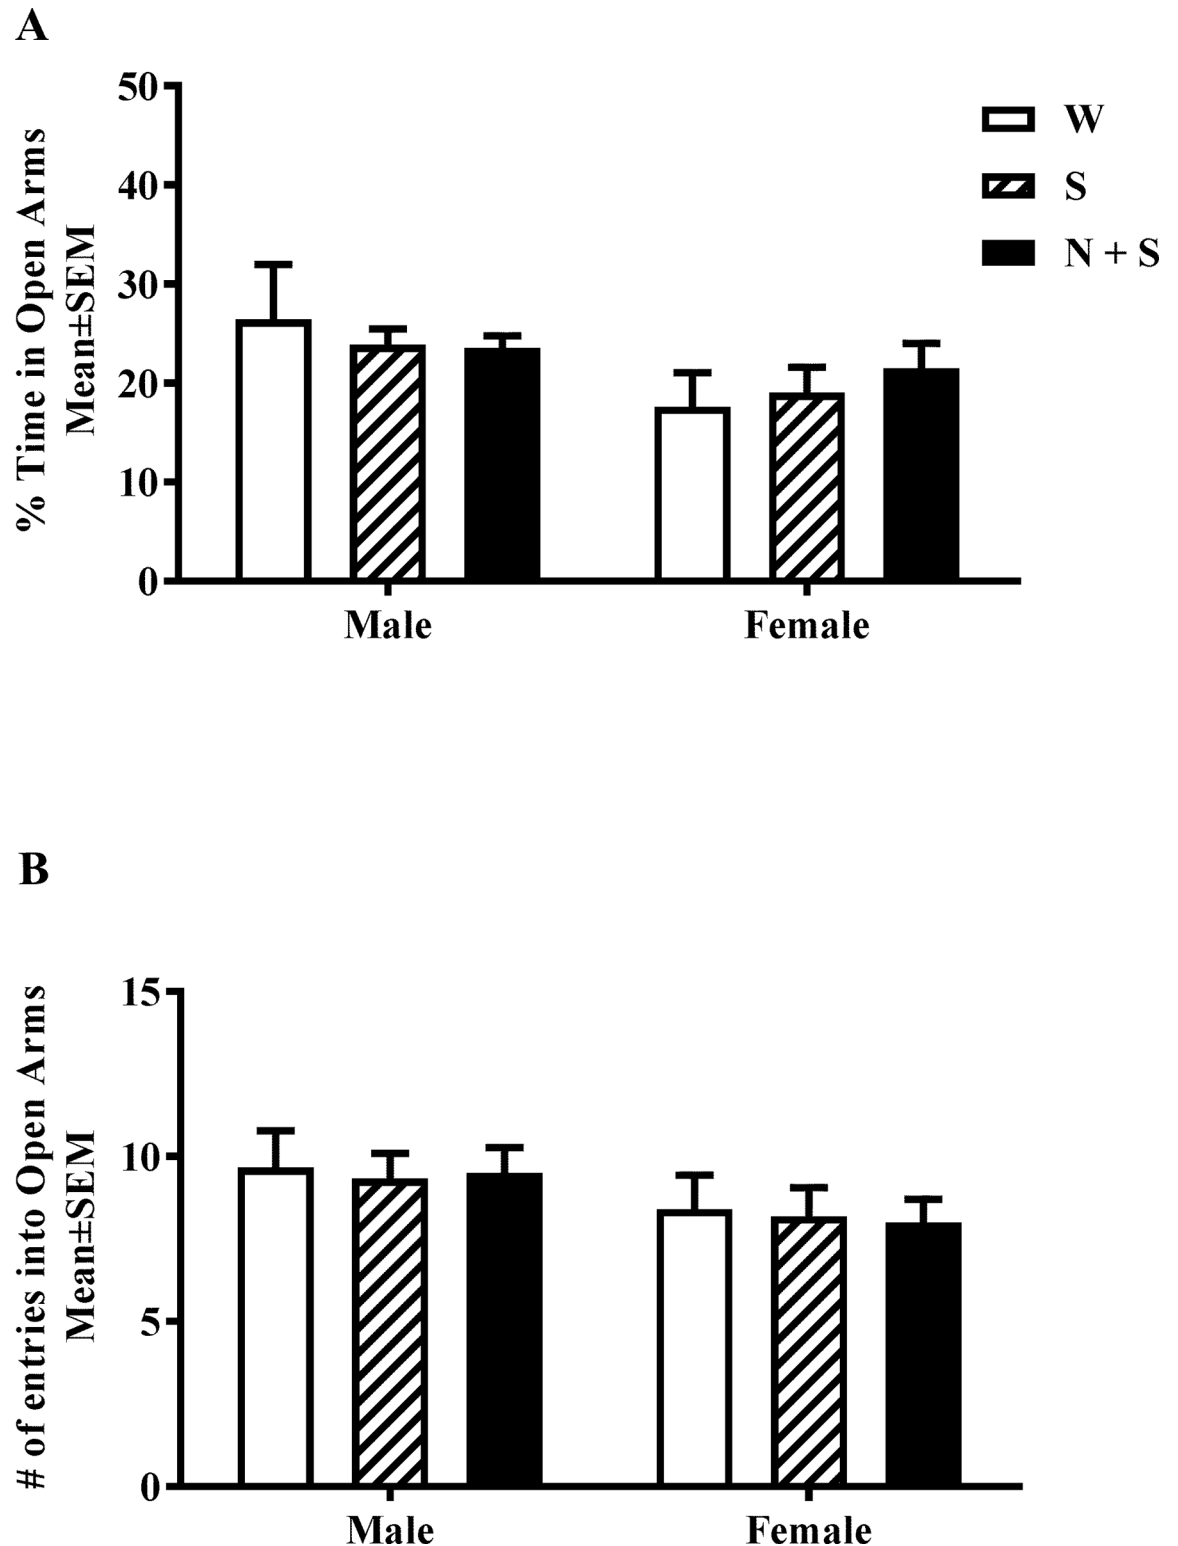 A
% Time in Open Arms
Mean±SEM
50
40
30
20
10
0
Male
Female
W
S
N + S
B
# of entries into Open Arms
Mean±SEM
15
10
5
0
Male
Female